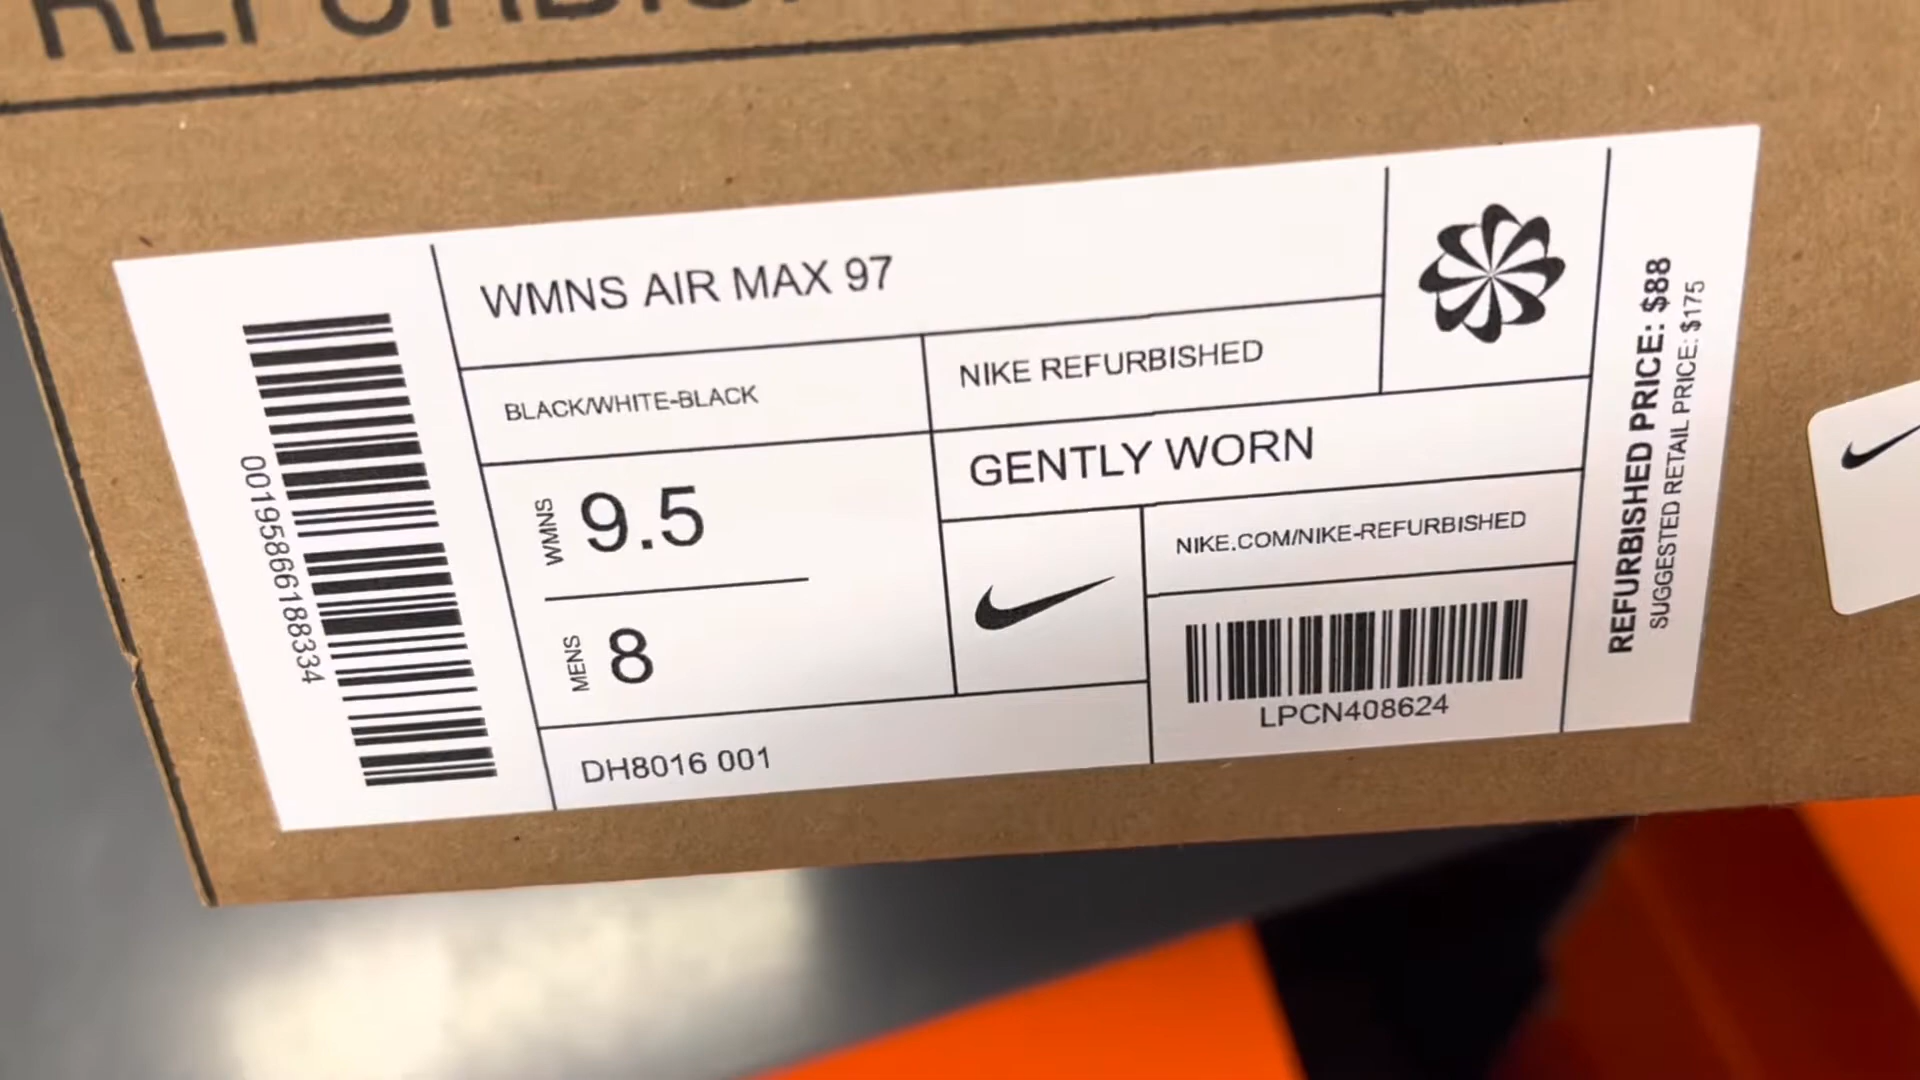 WMNS AIR MAX 97
BLACK/WHITE-BLACK
NIKE REFURBISHED
GENTLY WORN
WMNS 9.5
MENS 8
NIKE.COM/NIKE-REFURBISHED
LPCN408624
DH8016 001
00195866188334
REFURBISHED PRICE: $88
SUGGESTED RETAIL PRICE: $175